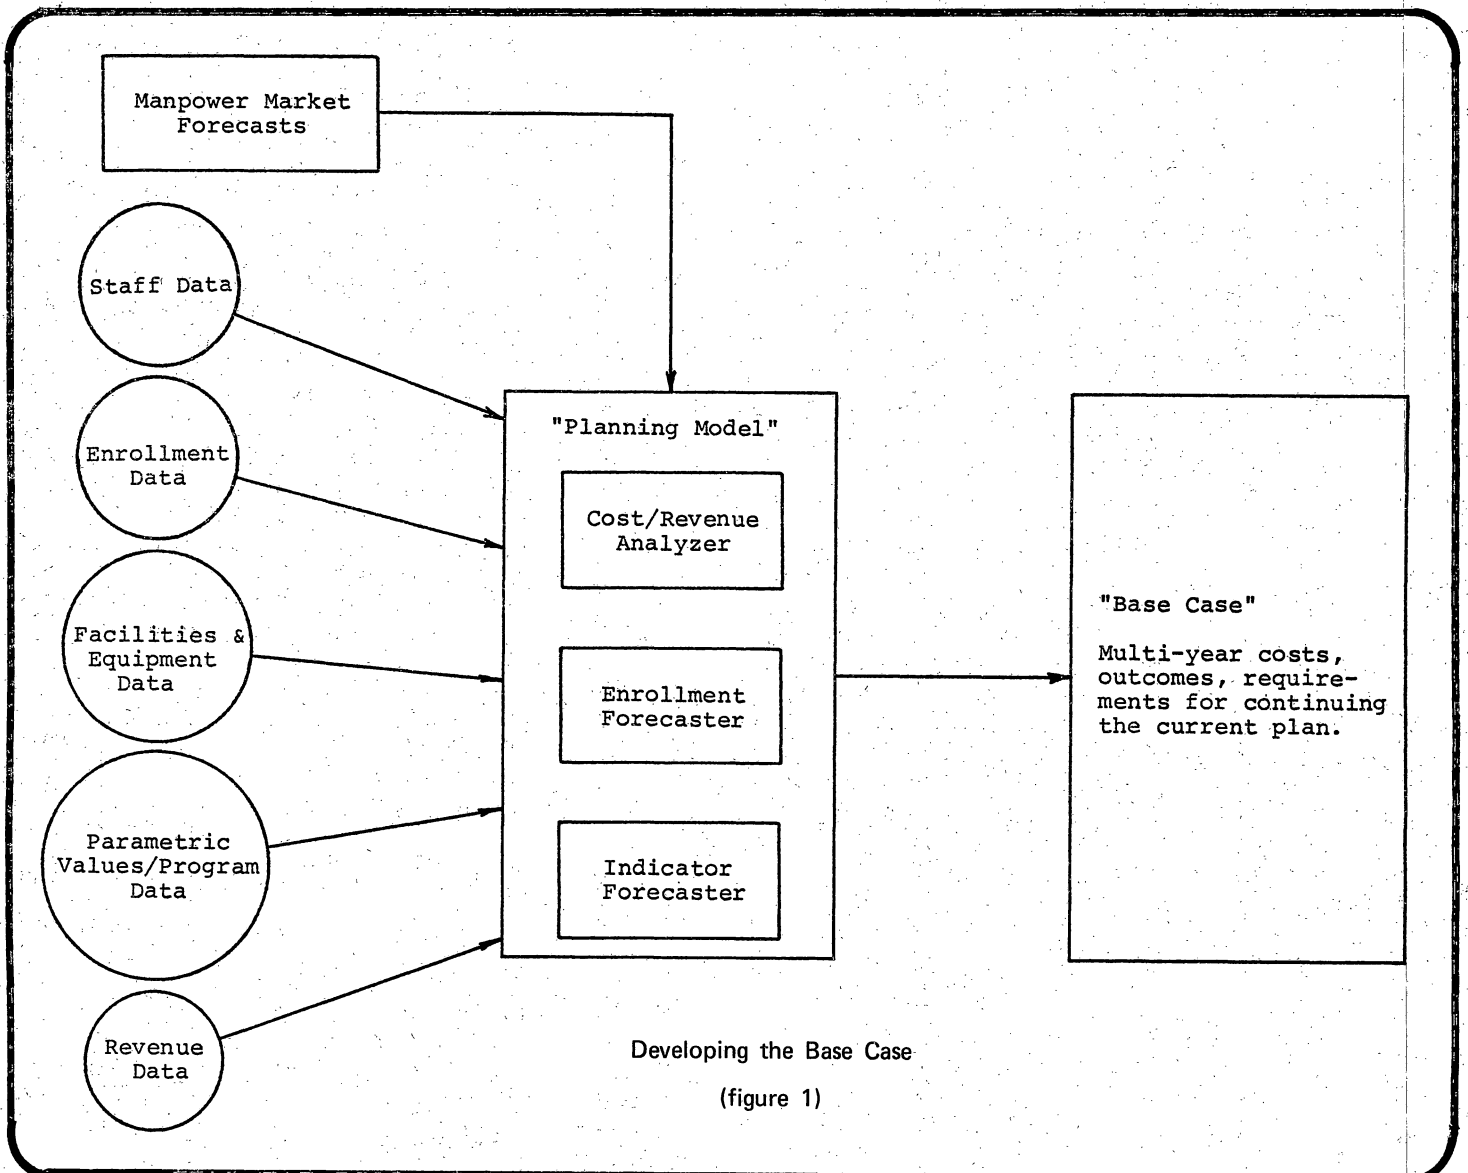 Manpower Market
Forecasts
Staff Data
Enrollment
Data
Facilities &
Equipment
Data
Parametric
Values/Program
Data
Revenue
Data
"Planning Model"
Cost/Revenue
Analyzer
Enrollment
Forecaster
Indicator
Forecaster
"Base Case"
Multi-year costs,
outcomes, require-
ments for continuing
the current plan.
Developing the Base Case
(figure 1)